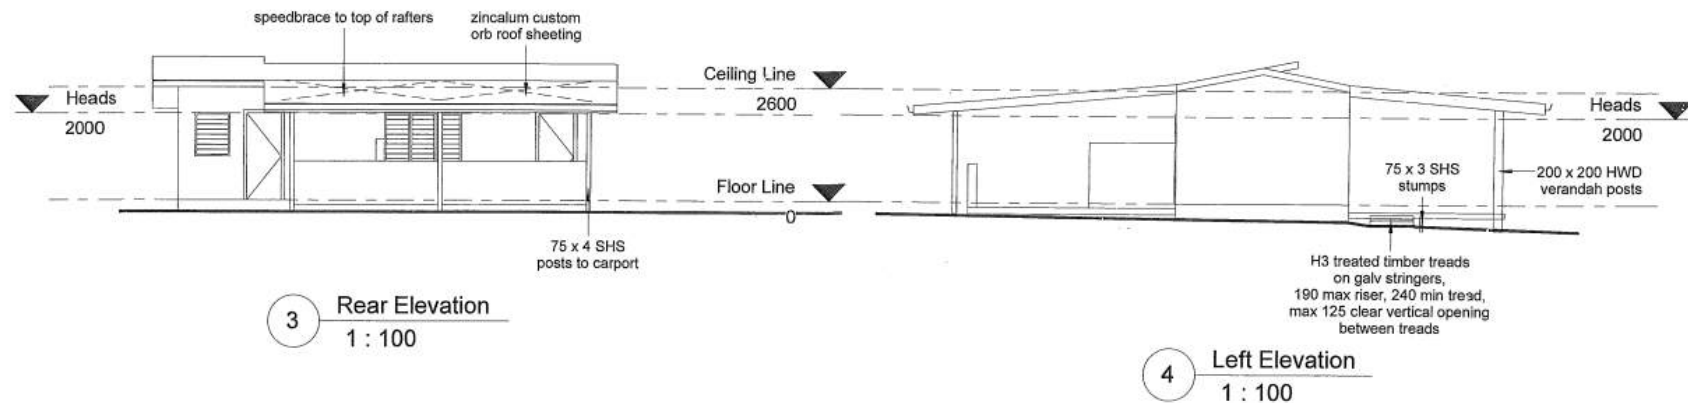 speedbrace to top of rafters
zincalum custom
orb roof sheeting
Heads
2000
Ceiling Line
2600
Floor Line
0
75 x 4 SHS
posts to carport
3
Rear Elevation
1 : 100
Heads
2000
75 x 3 SHS
stumps
200 x 200 HWD
verandah posts
H3 treated timber treads
on galv stringers,
190 max riser, 240 min tread,
max 125 clear vertical opening
between treads
4
Left Elevation
1 : 100